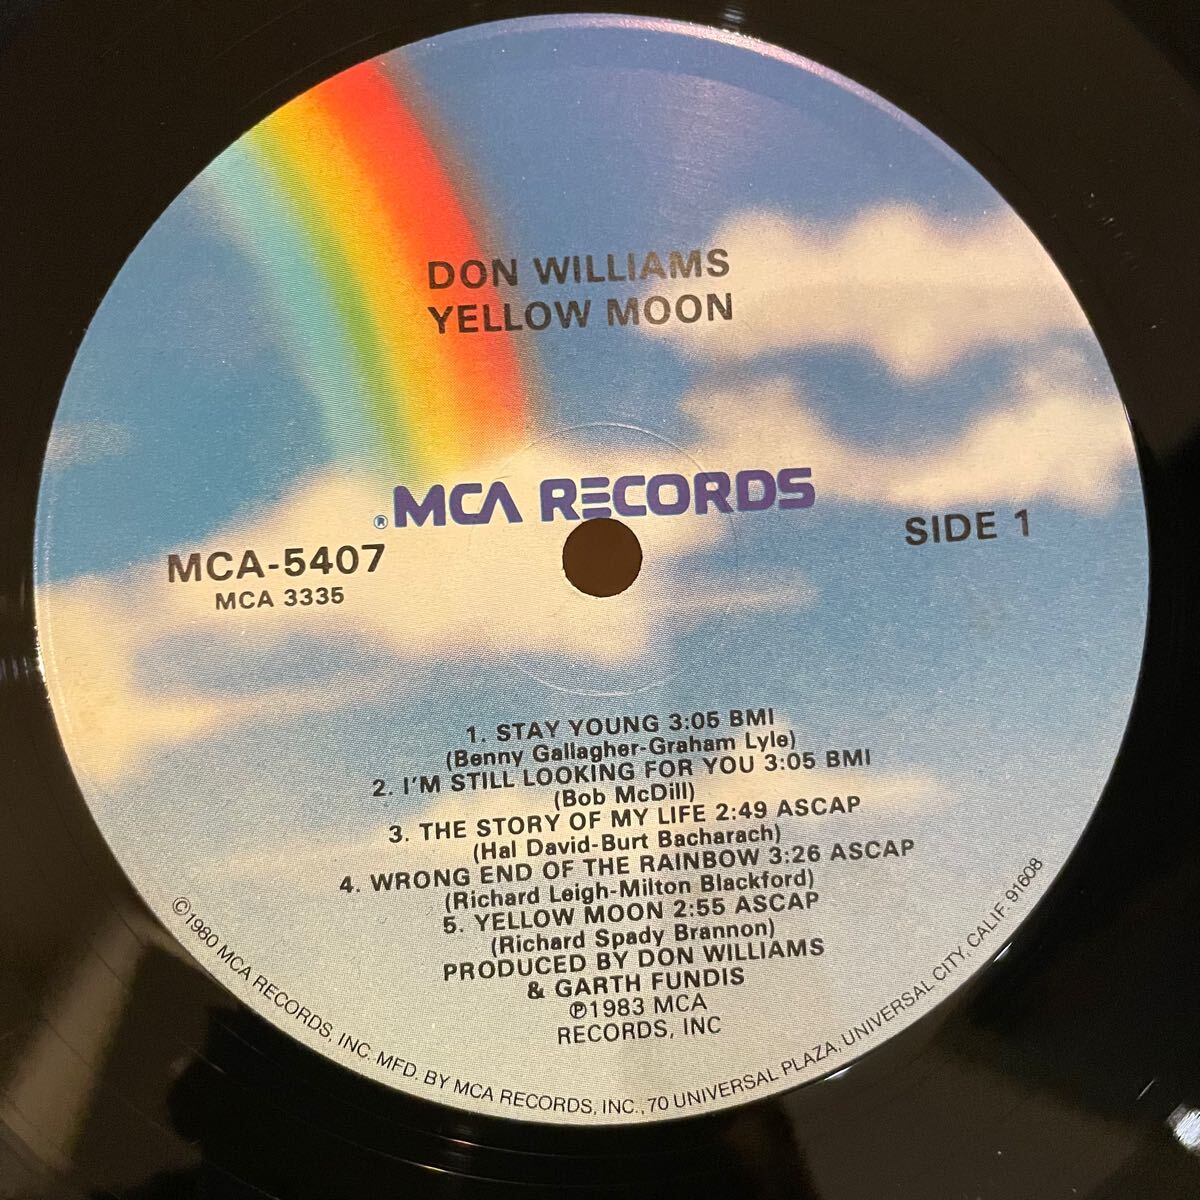 DON WILLIAMS
YELLOW MOON
® MCA RECORDS
MCA-5407
MCA 3335
SIDE 1
1. STAY YOUNG 3:05 BMI
(Benny Gallagher-Graham Lyle)
2. I'M STILL LOOKING FOR YOU 3:05 BMI
(Bob McDill)
3. THE STORY OF MY LIFE 2:49 ASCAP
(Hal David-Burt Bacharach)
4. WRONG END OF THE RAINBOW 3:26 ASCAP
(Richard Leigh-Milton Blackford)
5. YELLOW MOON 2:55 ASCAP
(Richard Spady Brannon)
PRODUCED BY DON WILLIAMS
& GARTH FUNDIS
℗1983 MCA
RECORDS, INC
©1980 MCA RECORDS, INC. MFD. BY MCA RECORDS, INC., 70 UNIVERSAL PLAZA, UNIVERSAL CITY, CALIF. 91608